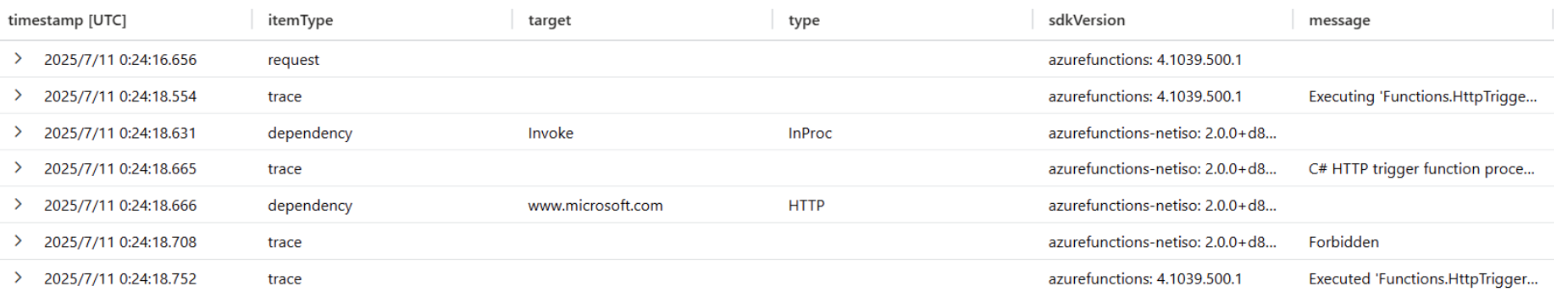 timestamp [UTC] itemType target type sdkVersion message
2025/7/11 0:24:16.656 request azurefunctions: 4.1039.500.1
2025/7/11 0:24:18.554 trace azurefunctions: 4.1039.500.1 Executing 'Functions.HttpTrigge...
2025/7/11 0:24:18.631 dependency Invoke InProc azurefunctions-netiso: 2.0.0+d8...
2025/7/11 0:24:18.665 trace azurefunctions-netiso: 2.0.0+d8... C# HTTP trigger function proce...
2025/7/11 0:24:18.666 dependency www.microsoft.com HTTP azurefunctions-netiso: 2.0.0+d8...
2025/7/11 0:24:18.708 trace azurefunctions-netiso: 2.0.0+d8... Forbidden
2025/7/11 0:24:18.752 trace azurefunctions: 4.1039.500.1 Executed 'Functions.HttpTrigger...